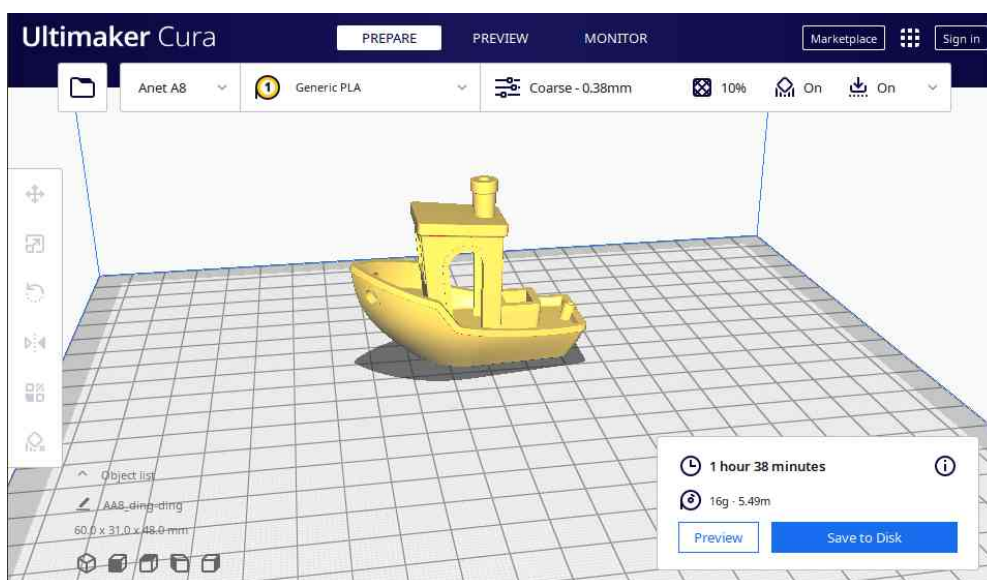 Ultimaker Cura
PREPARE
PREVIEW
MONITOR
Marketplace
Sign in
Anet A8
1
Generic PLA
Coarse - 0.38mm
10%
On
On
1 hour 38 minutes
16g · 5.49m
Preview
Save to Disk
Object list
AA8_ding-ding
60.0 x 31.0 x 48.0 mm